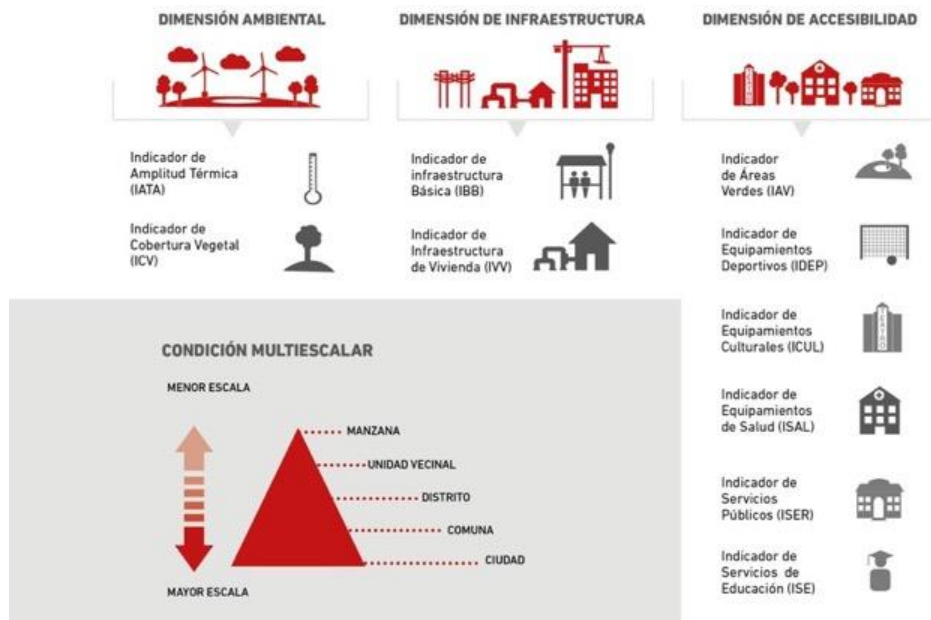 DIMENSIÓN AMBIENTAL
Indicador de
Amplitud Térmica
(IATA)
Indicador de
Cobertura Vegetal
(ICV)
DIMENSIÓN DE INFRAESTRUCTURA
Indicador de
infraestructura
Básica (IBB)
Indicador de
Infraestructura
de Vivienda (IVV)
DIMENSIÓN DE ACCESIBILIDAD
TEATRO
Indicador
de Áreas
Verdes (IAV)
Indicador de
Equipamientos
Deportivos (IDEP)
Indicador de
Equipamientos
Culturales (ICUL)
TEATRO
Indicador de
Equipamientos
de Salud (ISAL)
Indicador de
Servicios
Públicos (ISER)
Indicador de
Servicios de
Educación (ISE)
CONDICIÓN MULTIESCALAR
MENOR ESCALA
MANZANA
UNIDAD VECINAL
DISTRITO
COMUNA
CIUDAD
MAYOR ESCALA